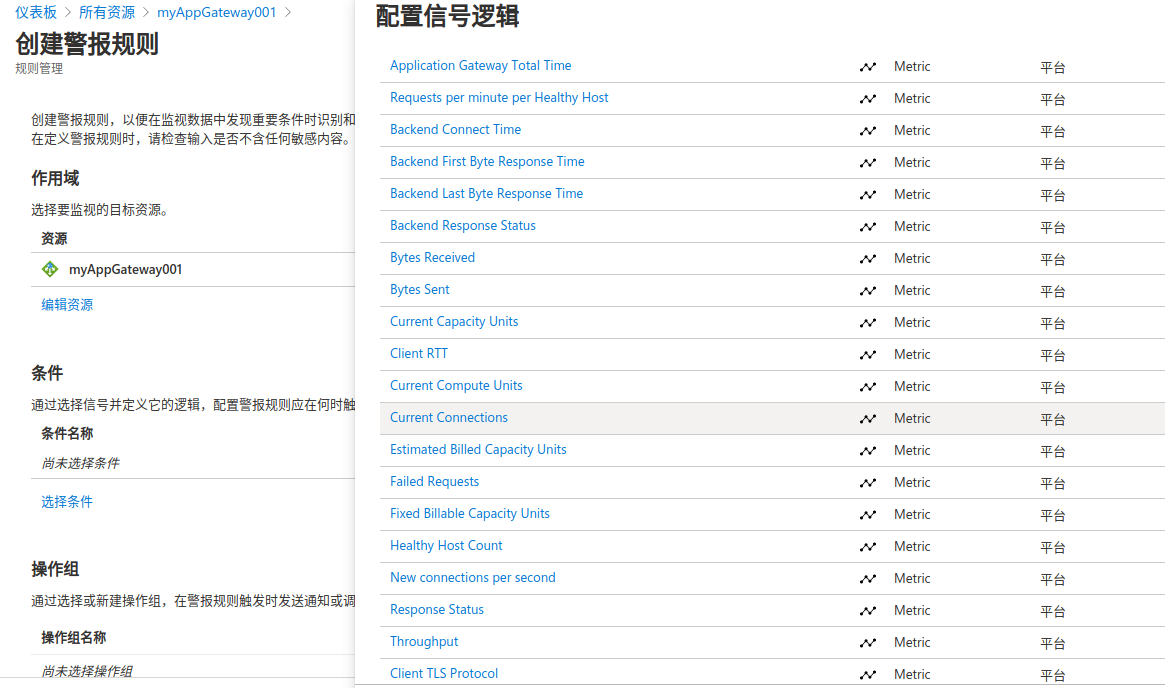 仪表板 > 所有资源 > myAppGateway001 >
创建警报规则
规则管理
创建警报规则，以便在监视数据中发现重要条件时识别和
在定义警报规则时，请检查输入是否不含任何敏感内容。
作用域
选择要监视的目标资源。
资源
myAppGateway001
编辑资源
条件
通过选择信号并定义它的逻辑，配置警报规则应在何时触
条件名称
尚未选择条件
选择条件
操作组
通过选择或新建操作组，在警报规则触发时发送通知或调
操作组名称
尚未选择操作组
配置信号逻辑
Application Gateway Total Time Metric 平台
Requests per minute per Healthy Host Metric 平台
Backend Connect Time Metric 平台
Backend First Byte Response Time Metric 平台
Backend Last Byte Response Time Metric 平台
Backend Response Status Metric 平台
Bytes Received Metric 平台
Bytes Sent Metric 平台
Current Capacity Units Metric 平台
Client RTT Metric 平台
Current Compute Units Metric 平台
Current Connections Metric 平台
Estimated Billed Capacity Units Metric 平台
Failed Requests Metric 平台
Fixed Billable Capacity Units Metric 平台
Healthy Host Count Metric 平台
New connections per second Metric 平台
Response Status Metric 平台
Throughput Metric 平台
Client TLS Protocol Metric 平台